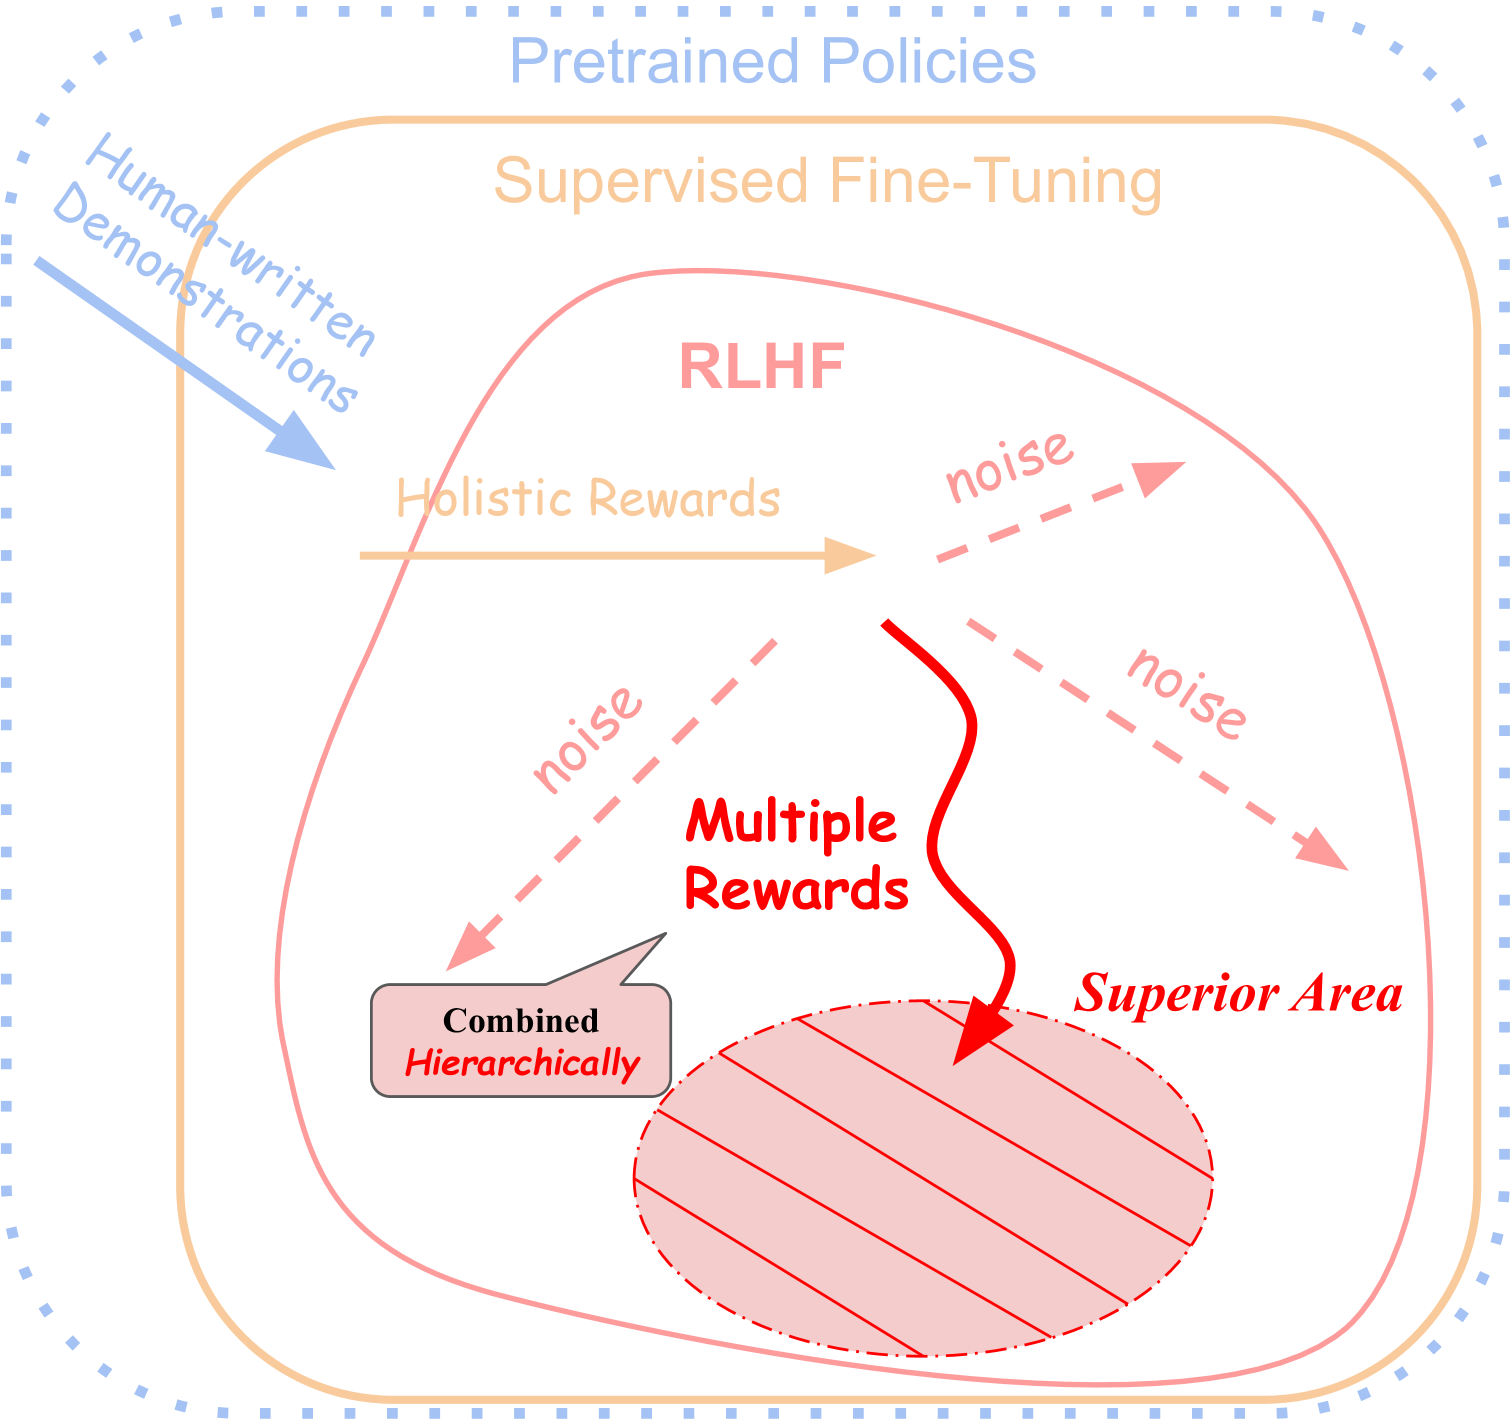 Pretrained Policies
Supervised Fine-Tuning
Human-written
Demonstrations
RLHF
Holistic Rewards
noise
noise
noise
Multiple
Rewards
Superior Area
Combined
Hierarchically